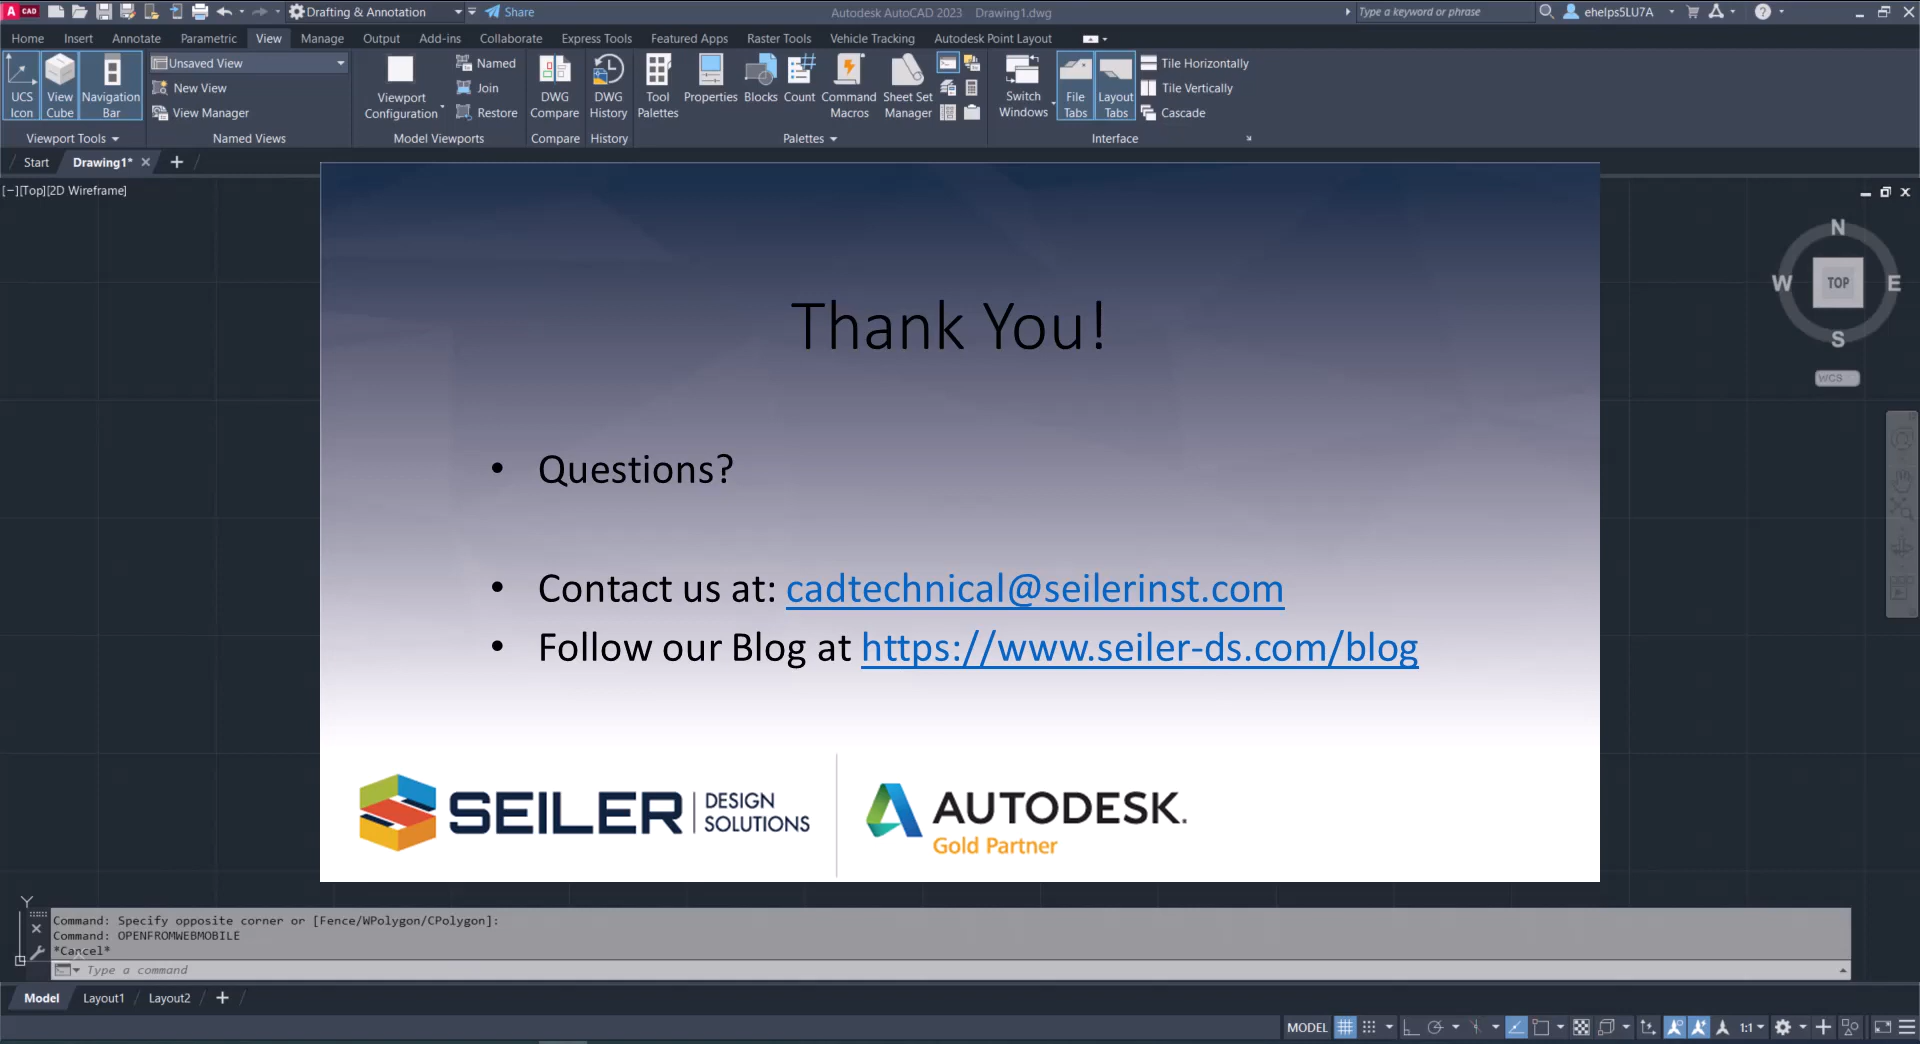 A CAD Drafting & Annotation Share Autodesk AutoCAD 2023 Drawing1.dwg Type a keyword or phrase ehelps5LU7A
Home Insert Annotate Parametric View Manage Output Add-ins Collaborate Express Tools Featured Apps Raster Tools Vehicle Tracking Autodesk Point Layout
Unsaved View Named Tile Horizontally
New View Join Tile Vertically
UCS View Navigation Viewport DWG DWG Tool Properties Blocks Count Command Sheet Set Switch File Layout
Icon Cube Bar View Manager Configuration Restore Compare History Palettes Macros Manager Windows Tabs Tabs Cascade
Viewport Tools Named Views Model Viewports Compare History Palettes Interface
Start Drawing1* +
[−][Top][2D Wireframe]
N
W TOP E
S
WCS
Thank You!
• Questions?
• Contact us at: cadtechnical@seilerinst.com
• Follow our Blog at https://www.seiler-ds.com/blog
SEILER DESIGN
SOLUTIONS
AUTODESK.
Gold Partner
Y
Command: Specify opposite corner or [Fence/WPolygon/CPolygon]:
Command: OPENFROMWEBMOBILE
*Cancel*
Type a command
Model Layout1 Layout2 +
MODEL 1:1